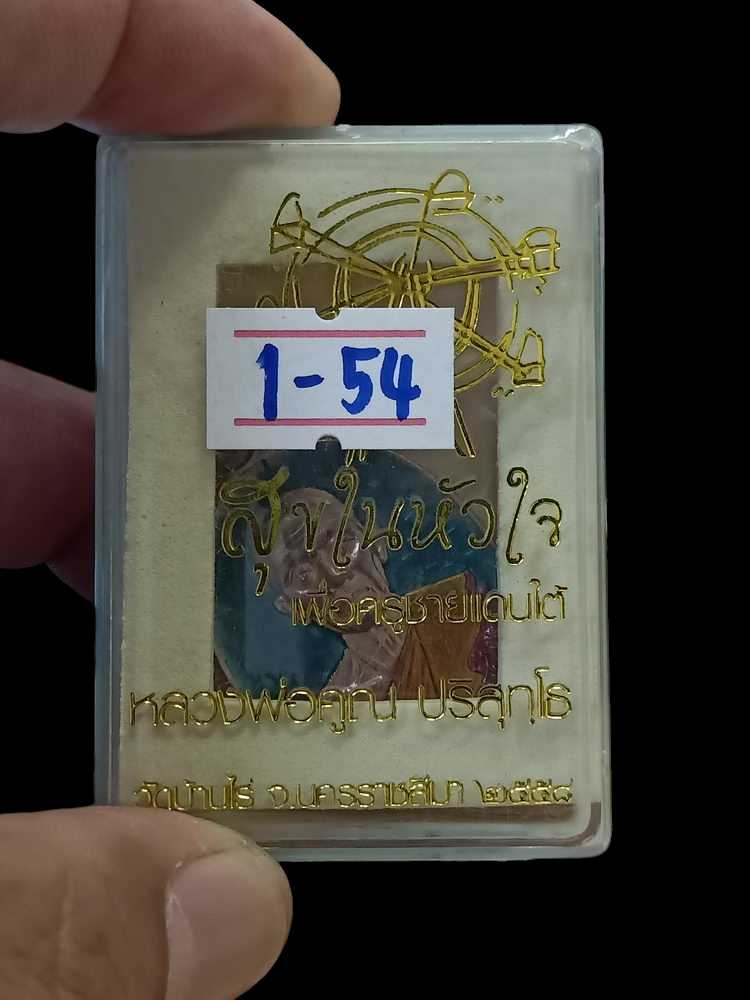 1-54
สุขในหัวใจ
เพื่อครูชายแดนใต้
หลวงพ่อคูณ ปริสุทฺโธ
วัดบ้านไร่ จ.นครราชสีมา ๒๕๕๘